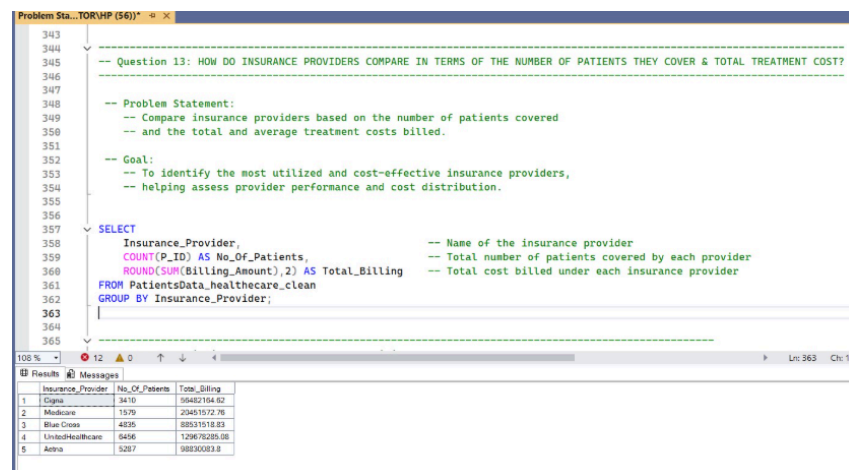 Problem Sta...TOR\HP (56))*
343
344 ----------------------------------------------------------------------------------------------------
345 -- Question 13: HOW DO INSURANCE PROVIDERS COMPARE IN TERMS OF THE NUMBER OF PATIENTS THEY COVER & TOTAL TREATMENT COST?
346 ----------------------------------------------------------------------------------------------------
347
348 -- Problem Statement:
349 -- Compare insurance providers based on the number of patients covered
350 -- and the total and average treatment costs billed.
351
352 -- Goal:
353 -- To identify the most utilized and cost-effective insurance providers,
354 -- helping assess provider performance and cost distribution.
355
356
357 SELECT
358 Insurance_Provider, -- Name of the insurance provider
359 COUNT(P_ID) AS No_Of_Patients, -- Total number of patients covered by each provider
360 ROUND(SUM(Billing_Amount),2) AS Total_Billing -- Total cost billed under each insurance provider
361 FROM PatientsData_healthecare_clean
362 GROUP BY Insurance_Provider;
363
364
365 ----------------------------------------------------------------------------------------------------
108 % 12 0 Ln: 363 Ch: 1
Results Messages
Insurance_Provider No_Of_Patients Total_Billing
1 Cigna 3410 56482164.62
2 Medicare 1579 20451572.76
3 Blue Cross 4835 88531518.83
4 UnitedHealthcare 6456 129678285.08
5 Aetna 5287 98830083.8